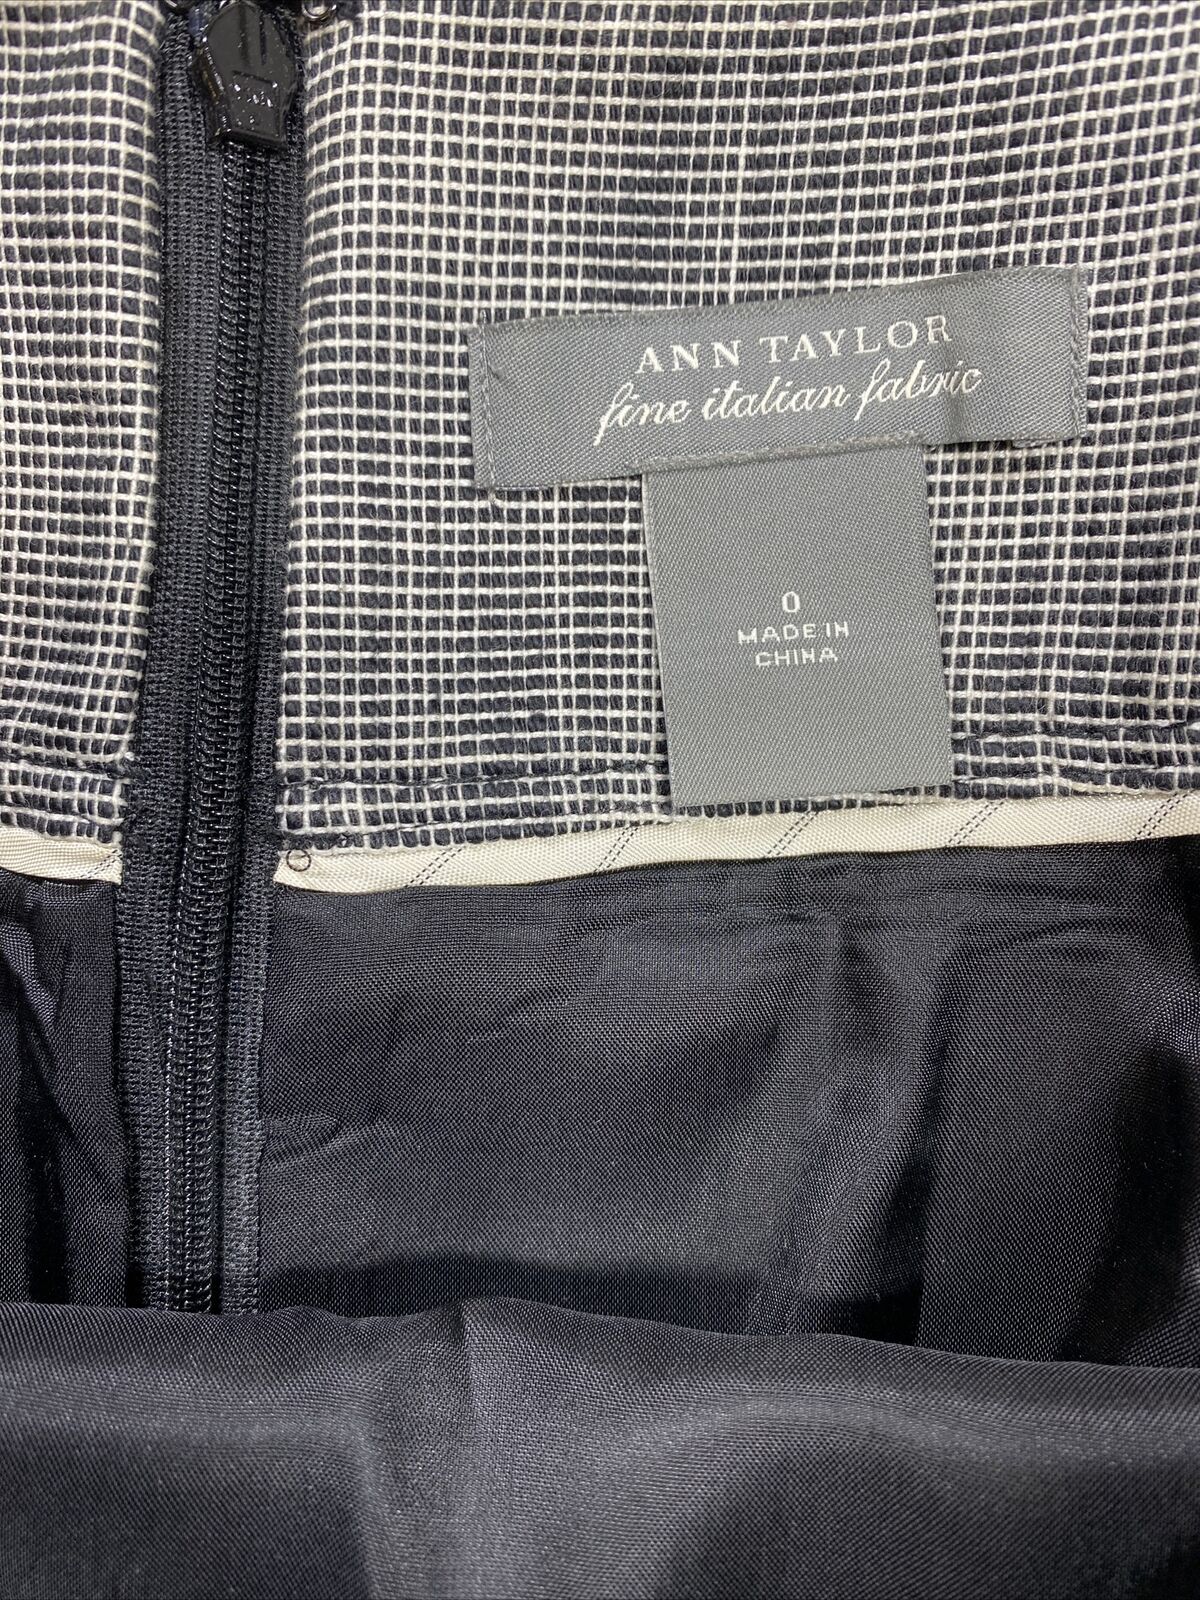 ANN TAYLOR
fine italian fabric
0
MADE IN
CHINA